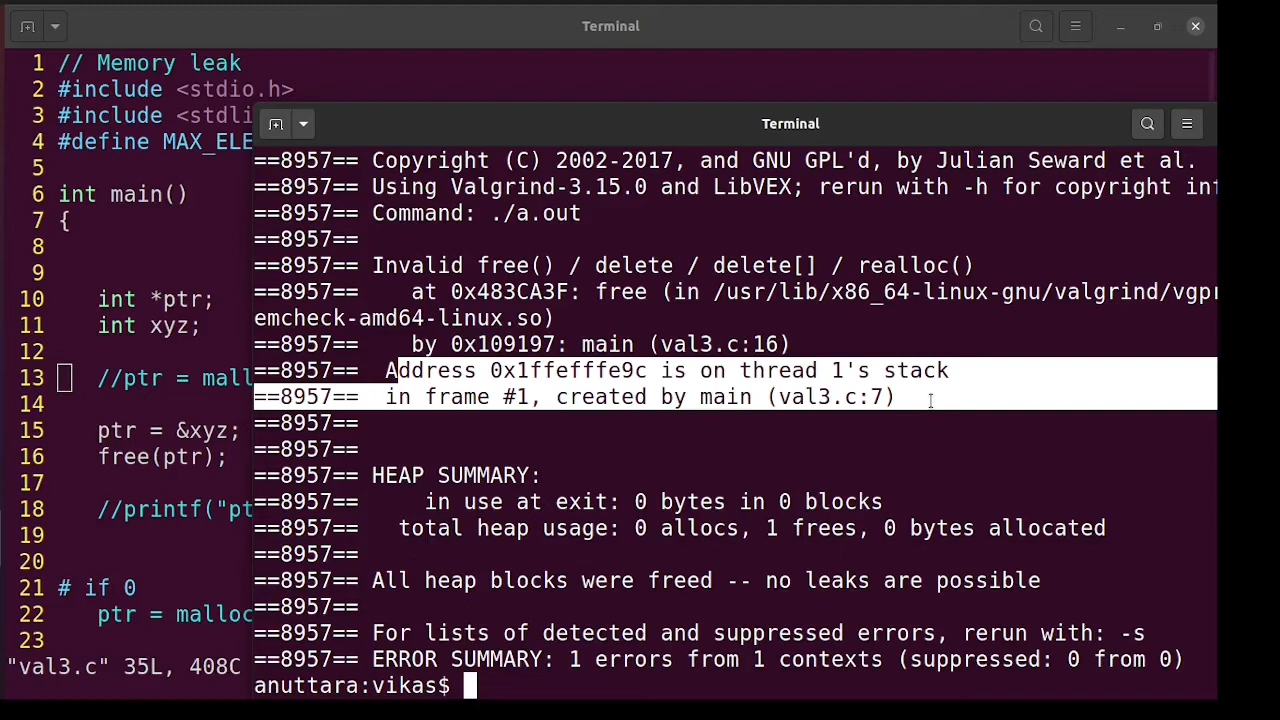 Terminal
1 // Memory leak
2 #include <stdio.h>
3 #include <stdli
4 #define MAX_ELE
5
6 int main()
7 {
8
9
10 int *ptr;
11 int xyz;
12
13 //ptr = mall
15 ptr = &xyz;
16 free(ptr);
17
18 //printf("pt
19
20
21 # if 0
22 ptr = malloc
23
"val3.c" 35L, 408C
Terminal
==8957== Copyright (C) 2002-2017, and GNU GPL'd, by Julian Seward et al.
==8957== Using Valgrind-3.15.0 and LibVEX; rerun with -h for copyright inf
==8957== Command: ./a.out
==8957==
==8957== Invalid free() / delete / delete[] / realloc()
==8957== at 0x483CA3F: free (in /usr/lib/x86_64-linux-gnu/valgrind/vgpr
emcheck-amd64-linux.so)
==8957== by 0x109197: main (val3.c:16)
==8957== Address 0x1ffefffe9c is on thread 1's stack
==8957== in frame #1, created by main (val3.c:7)
==8957==
==8957==
==8957== HEAP SUMMARY:
==8957== in use at exit: 0 bytes in 0 blocks
==8957== total heap usage: 0 allocs, 1 frees, 0 bytes allocated
==8957==
==8957== All heap blocks were freed -- no leaks are possible
==8957==
==8957== For lists of detected and suppressed errors, rerun with: -s
==8957== ERROR SUMMARY: 1 errors from 1 contexts (suppressed: 0 from 0)
anuttara:vikas$